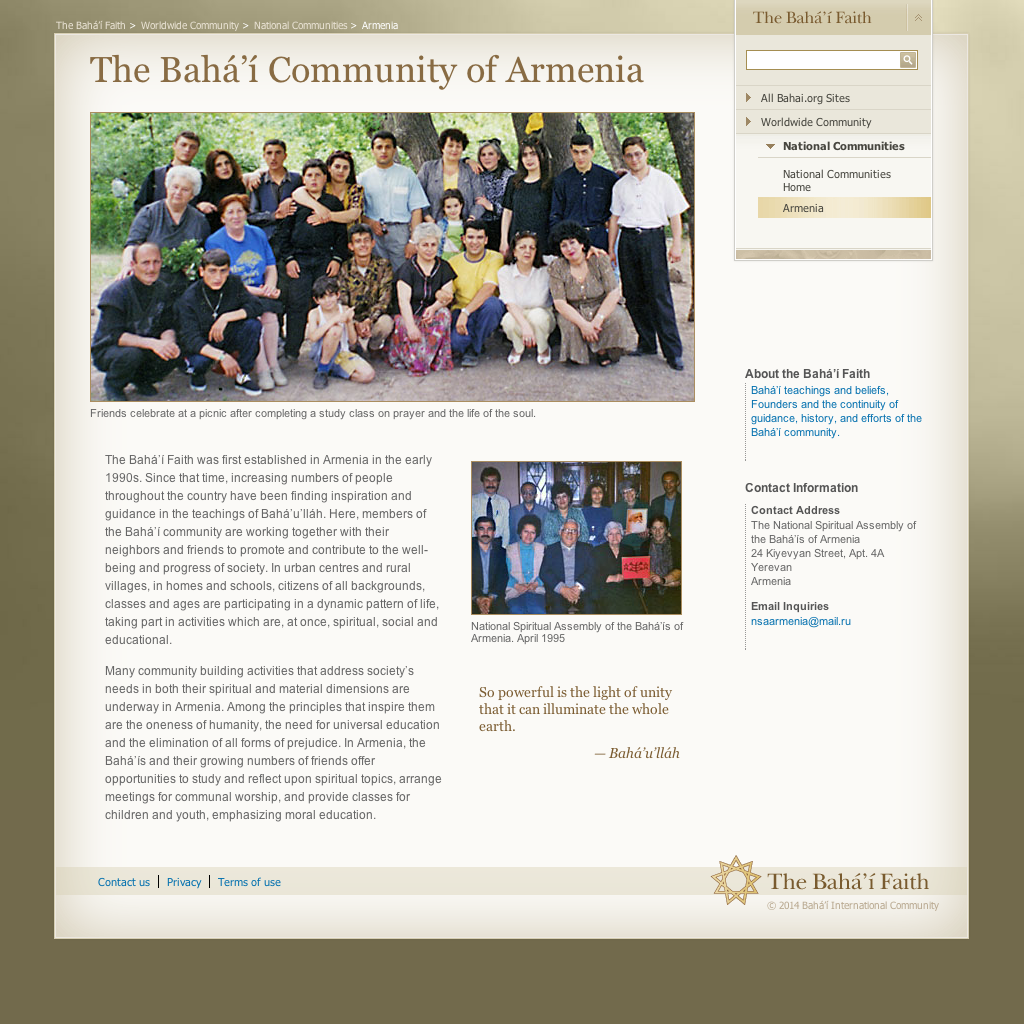 The Bahá’í Faith > Worldwide Community > National Communities > Armenia
The Bahá’í Faith
The Bahá’í Community of Armenia
All Bahai.org Sites
Worldwide Community
National Communities
National Communities
Home
Armenia
Friends celebrate at a picnic after completing a study class on prayer and the life of the soul.
The Bahá’í Faith was first established in Armenia in the early
1990s. Since that time, increasing numbers of people
throughout the country have been finding inspiration and
guidance in the teachings of Bahá’u’lláh. Here, members of
the Bahá’í community are working together with their
neighbors and friends to promote and contribute to the well-
being and progress of society. In urban centres and rural
villages, in homes and schools, citizens of all backgrounds,
classes and ages are participating in a dynamic pattern of life,
taking part in activities which are, at once, spiritual, social and
educational.
Many community building activities that address society’s
needs in both their spiritual and material dimensions are
underway in Armenia. Among the principles that inspire them
are the oneness of humanity, the need for universal education
and the elimination of all forms of prejudice. In Armenia, the
Bahá’ís and their growing numbers of friends offer
opportunities to study and reflect upon spiritual topics, arrange
meetings for communal worship, and provide classes for
children and youth, emphasizing moral education.
National Spiritual Assembly of the Bahá’ís of
Armenia. April 1995
So powerful is the light of unity
that it can illuminate the whole
earth.
— Bahá’u’lláh
About the Bahá’í Faith
Bahá’í teachings and beliefs,
Founders and the continuity of
guidance, history, and efforts of the
Bahá’í community.
Contact Information
Contact Address
The National Spiritual Assembly of
the Bahá’ís of Armenia
24 Kiyevyan Street, Apt. 4A
Yerevan
Armenia
Email Inquiries
nsaarmenia@mail.ru
Contact us | Privacy | Terms of use
The Bahá’í Faith
© 2014 Bahá’í International Community